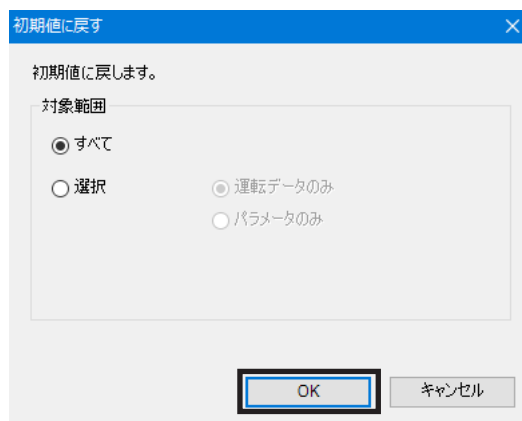 初期値に戻す
初期値に戻します。
対象範囲
すべて
選択
運転データのみ
パラメータのみ
OK
キャンセル